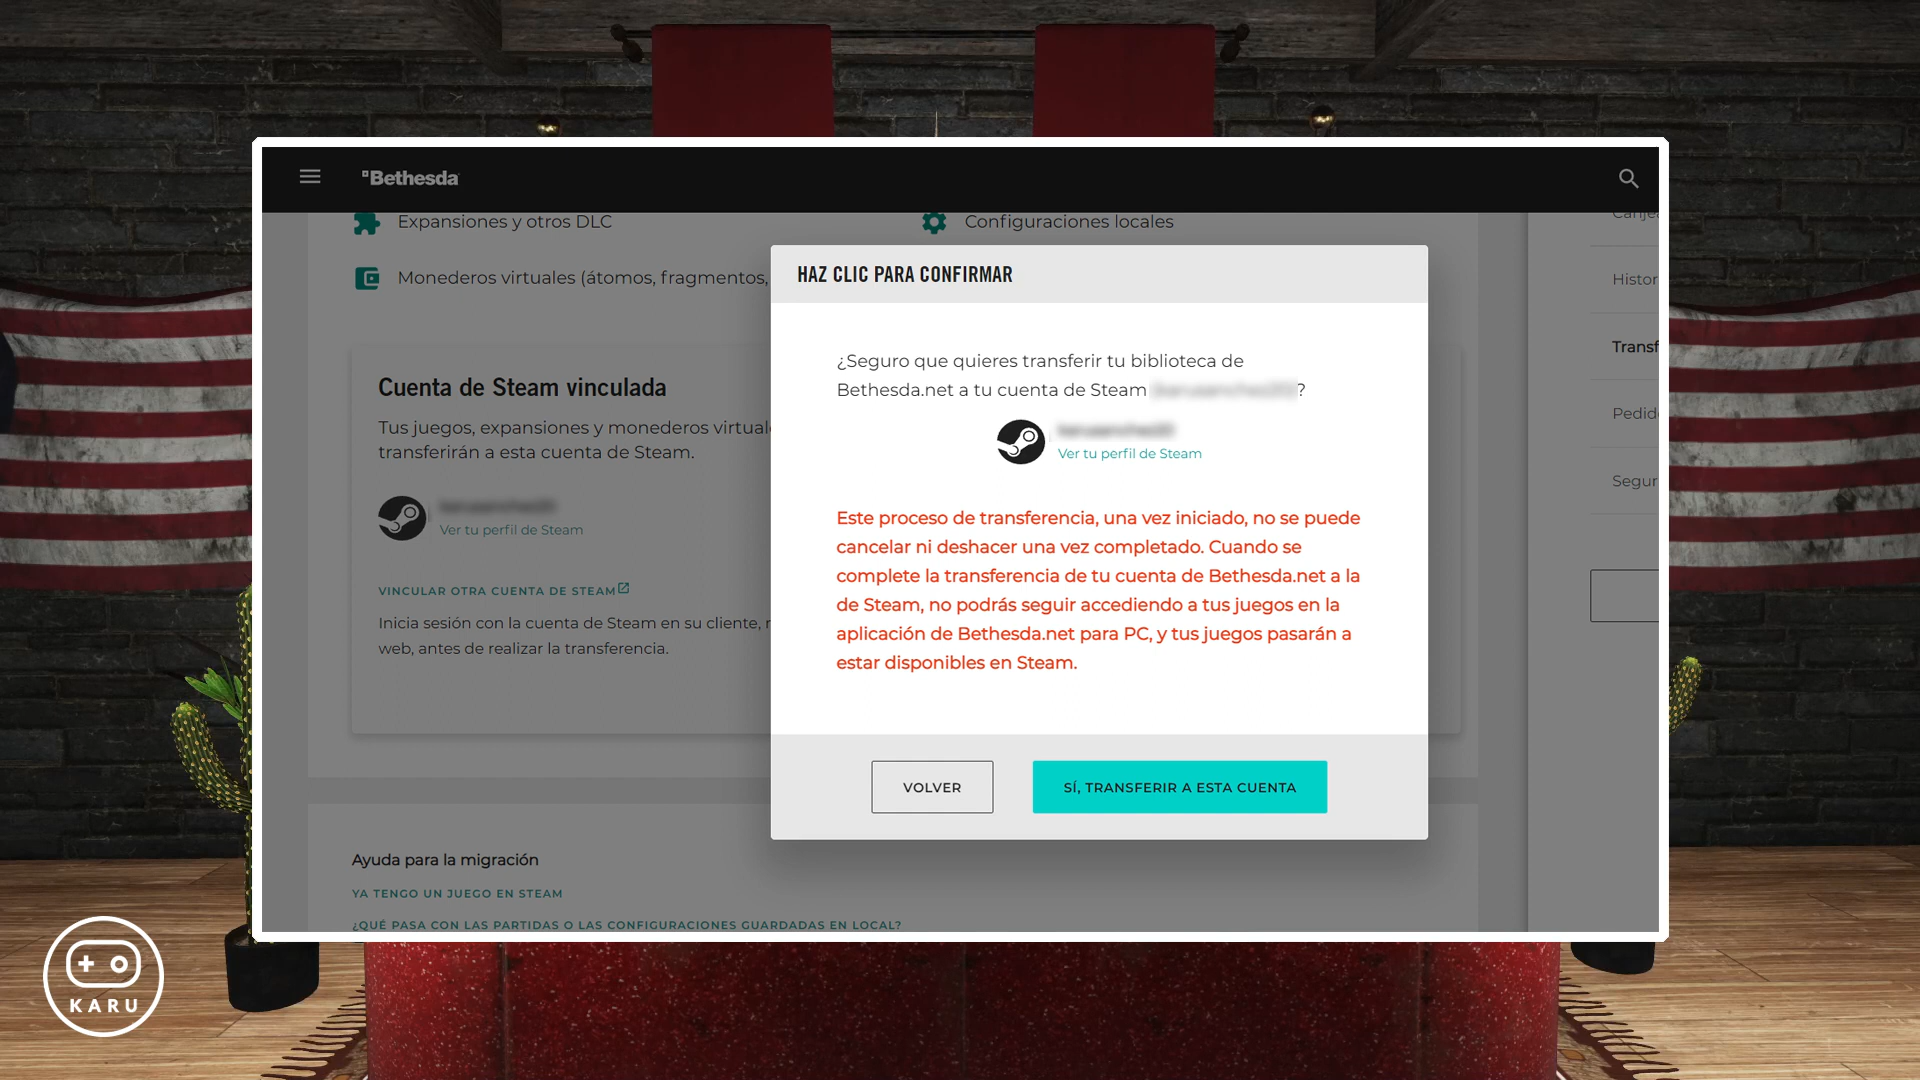 Bethesda
Expansiones y otros DLC
Configuraciones locales
Monederos virtuales (átomos, fragmentos,
Cuenta de Steam vinculada
Tus juegos, expansiones y monederos virtual
transferirán a esta cuenta de Steam.
Ver tu perfil de Steam
VINCULAR OTRA CUENTA DE STEAM
Inicia sesión con la cuenta de Steam en su cliente, r
web, antes de realizar la transferencia.
HAZ CLIC PARA CONFIRMAR
¿Seguro que quieres transferir tu biblioteca de
Bethesda.net a tu cuenta de Steam ?
Ver tu perfil de Steam
Este proceso de transferencia, una vez iniciado, no se puede
cancelar ni deshacer una vez completado. Cuando se
complete la transferencia de tu cuenta de Bethesda.net a la
de Steam, no podrás seguir accediendo a tus juegos en la
aplicación de Bethesda.net para PC, y tus juegos pasarán a
estar disponibles en Steam.
VOLVER
SÍ, TRANSFERIR A ESTA CUENTA
Canje
Histor
Transf
Pedido
Segur
Ayuda para la migración
YA TENGO UN JUEGO EN STEAM
¿QUÉ PASA CON LAS PARTIDAS O LAS CONFIGURACIONES GUARDADAS EN LOCAL?
KARU